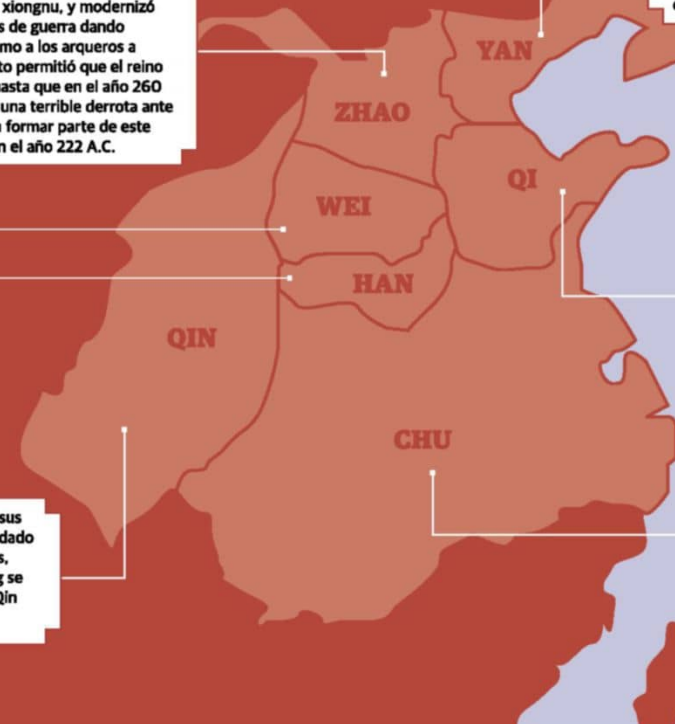 xiongnu, y modernizó
s de guerra dando
mo a los arqueros a
to permitió que el reino
asta que en el año 260
una terrible derrota ante
formar parte de este
n el año 222 A.C.
YAN
ZHAO
QI
WEI
HAN
QIN
CHU
sus
dado
s,
g se
Qin